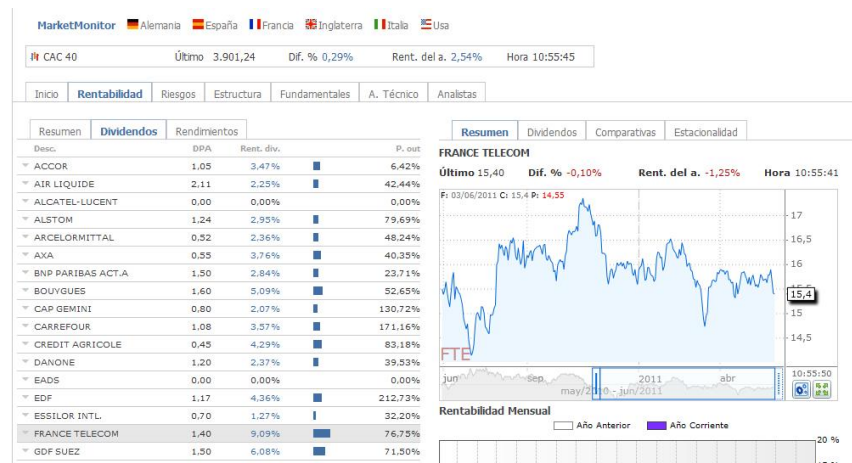 MarketMonitor Alemania España Francia Inglaterra Italia Usa
CAC 40 Último 3.901,24 Dif. % 0,29% Rent. del a. 2,54% Hora 10:55:45
Inicio Rentabilidad Riesgos Estructura Fundamentales A. Técnico Analistas
Resumen Dividendos Rendimientos
Desc. DPA Rent. div. P. out
ACCOR 1,05 3,47% 6.42%
AIR LIQUIDE 2,11 2,25% 42,44%
ALCATEL-LUCENT 0,00 0.00% 0.00%
ALSTOM 1,24 2.95% 79.69%
ARCELORMITTAL 0,52 2.36% 48,24%
AXA 0,55 3.76% 40.35%
BNP PARIBAS ACT.A 1,50 2.84% 23.71%
BOUYGUES 1,60 5.09% 52.65%
CAP GEMINI 0,80 2.07% 130,72%
CARREFOUR 1,08 3.57% 171,16%
CREDIT AGRICOLE 0,45 4.29% 83,18%
DANONE 1,20 2.37% 39.53%
EADS 0,00 0.00% 0.00%
EDF 1,17 4,36% 212,73%
ESSILOR INTL. 0,70 1,27% 32,20%
FRANCE TELECOM 1,40 9.09% 76.75%
GDF SUEZ 1,50 6.08% 71,50%
Resumen Dividendos Comparativas Estacionalidad
FRANCE TELECOM
Último 15,40 Dif. % -0,10% Rent. del a. -1,25% Hora 10:55:41
F: 03/06/2011 C: 15,4 P: 14,55
17
16,5
16
15,4
15
14,5
FTE
jun sep 2011 abr 10:55:50
may/2010 - jun/2011
Rentabilidad Mensual
Año Anterior Año Corriente
20 %